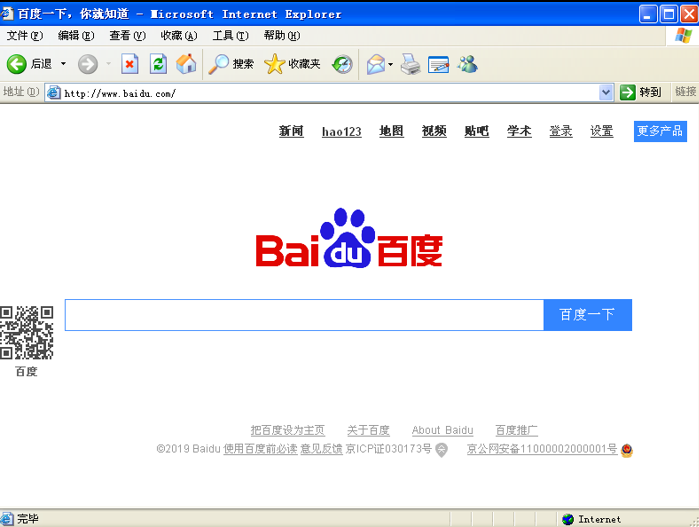 百度一下，你就知道 - Microsoft Internet Explorer
文件(F) 编辑(E) 查看(V) 收藏(A) 工具(T) 帮助(H)
后退 搜索 收藏夹
地址(D) http://www.baidu.com/ 转到 链接
新闻 hao123 地图 视频 贴吧 学术 登录 设置 更多产品
Bai du 百度
百度一下
百度
把百度设为主页 关于百度 About Baidu 百度推广
©2019 Baidu 使用百度前必读 意见反馈 京ICP证030173号 京公网安备11000002000001号
完毕 Internet